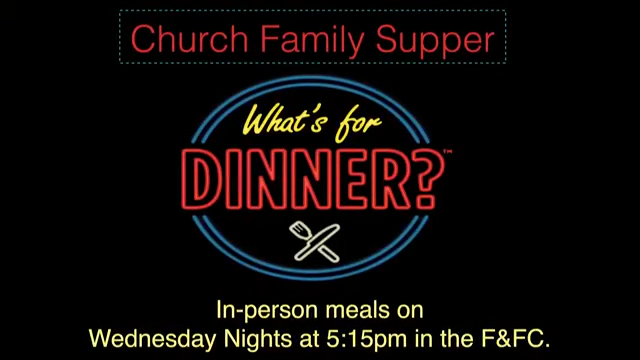 Church Family Supper
What's for
DINNER?™
In-person meals on
Wednesday Nights at 5:15pm in the F&FC.